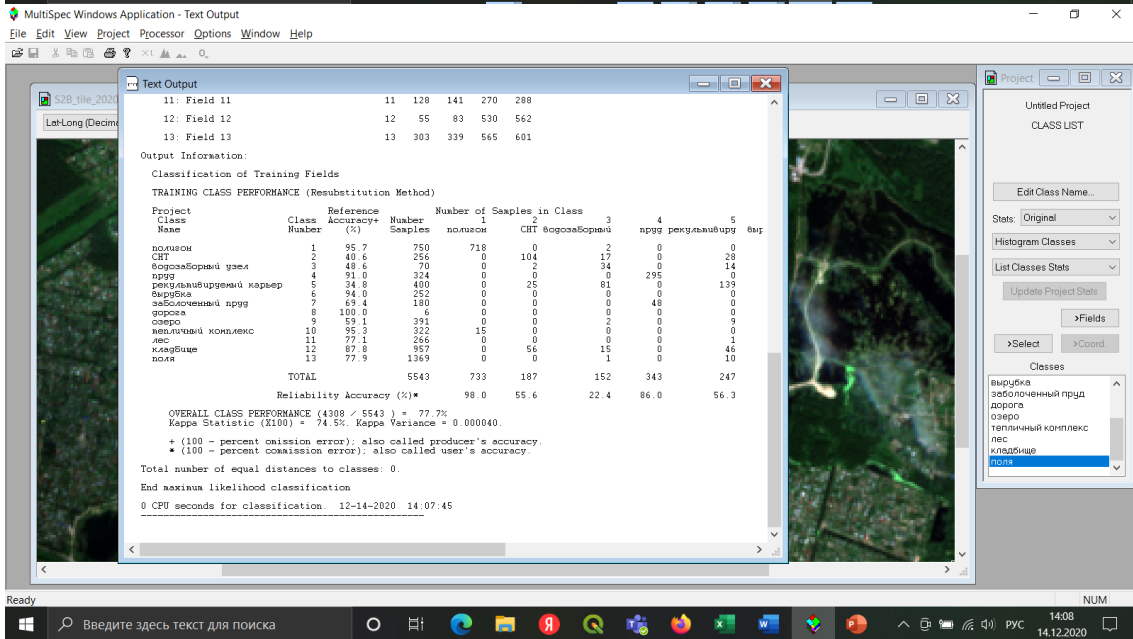 MultiSpec Windows Application - Text Output
File Edit View Project Processor Options Window Help
×1
0_
S2B_tile_2020
Lat-Long (Decima
Text Output
11: Field 11 11 128 141 270 288
12: Field 12 12 55 83 530 562
13: Field 13 13 303 339 565 601
Output Information:
Classification of Training Fields
TRAINING CLASS PERFORMANCE (Resubstitution Method)
Project Reference Number of Samples in Class
Class Class Accuracy+ Number 1 2 3 4 5
Name Number (%) Samples полигон СНТ водозаборный пруд рекультивиру выр
полигон 1 95.7 750 718 0 2 0 0
СНТ 2 40.6 256 0 104 17 0 28
водозаборный узел 3 48.6 70 0 2 34 0 14
пруд 4 91.0 324 0 0 0 295 0
рекультивируемый карьер 5 34.8 400 0 25 81 0 139
вырубка 6 94.0 252 0 0 0 0 0
заболоченный пруд 7 69.4 180 0 0 0 48 0
дорога 8 100.0 6 0 0 0 0 0
озеро 9 59.1 391 0 0 2 0 9
тепличный комплекс 10 95.3 322 15 0 0 0 0
лес 11 77.1 266 0 0 0 0 1
кладбище 12 87.8 957 0 56 15 0 46
поля 13 77.9 1369 0 0 1 0 10
TOTAL 5543 733 187 152 343 247
Reliability Accuracy (%)* 98.0 55.6 22.4 86.0 56.3
OVERALL CLASS PERFORMANCE (4308 / 5543 ) = 77.7%
Kappa Statistic (X100) = 74.5%. Kappa Variance = 0.000040.
+ (100 - percent omission error); also called producer's accuracy.
* (100 - percent commission error); also called user's accuracy.
Total number of equal distances to classes: 0.
End maximum likelihood classification
0 CPU seconds for classification. 12-14-2020 14:07:45
Project
Untitled Project
CLASS LIST
Edit Class Name...
Stats: Original
Histogram Classes
List Classes Stats
Update Project Stats
>Fields
>Select >Coord.
Classes
вырубка
заболоченный пруд
дорога
озеро
тепличный комплекс
лес
кладбище
поля
Ready
NUM
Введите здесь текст для поиска
РУС
14:08
14.12.2020